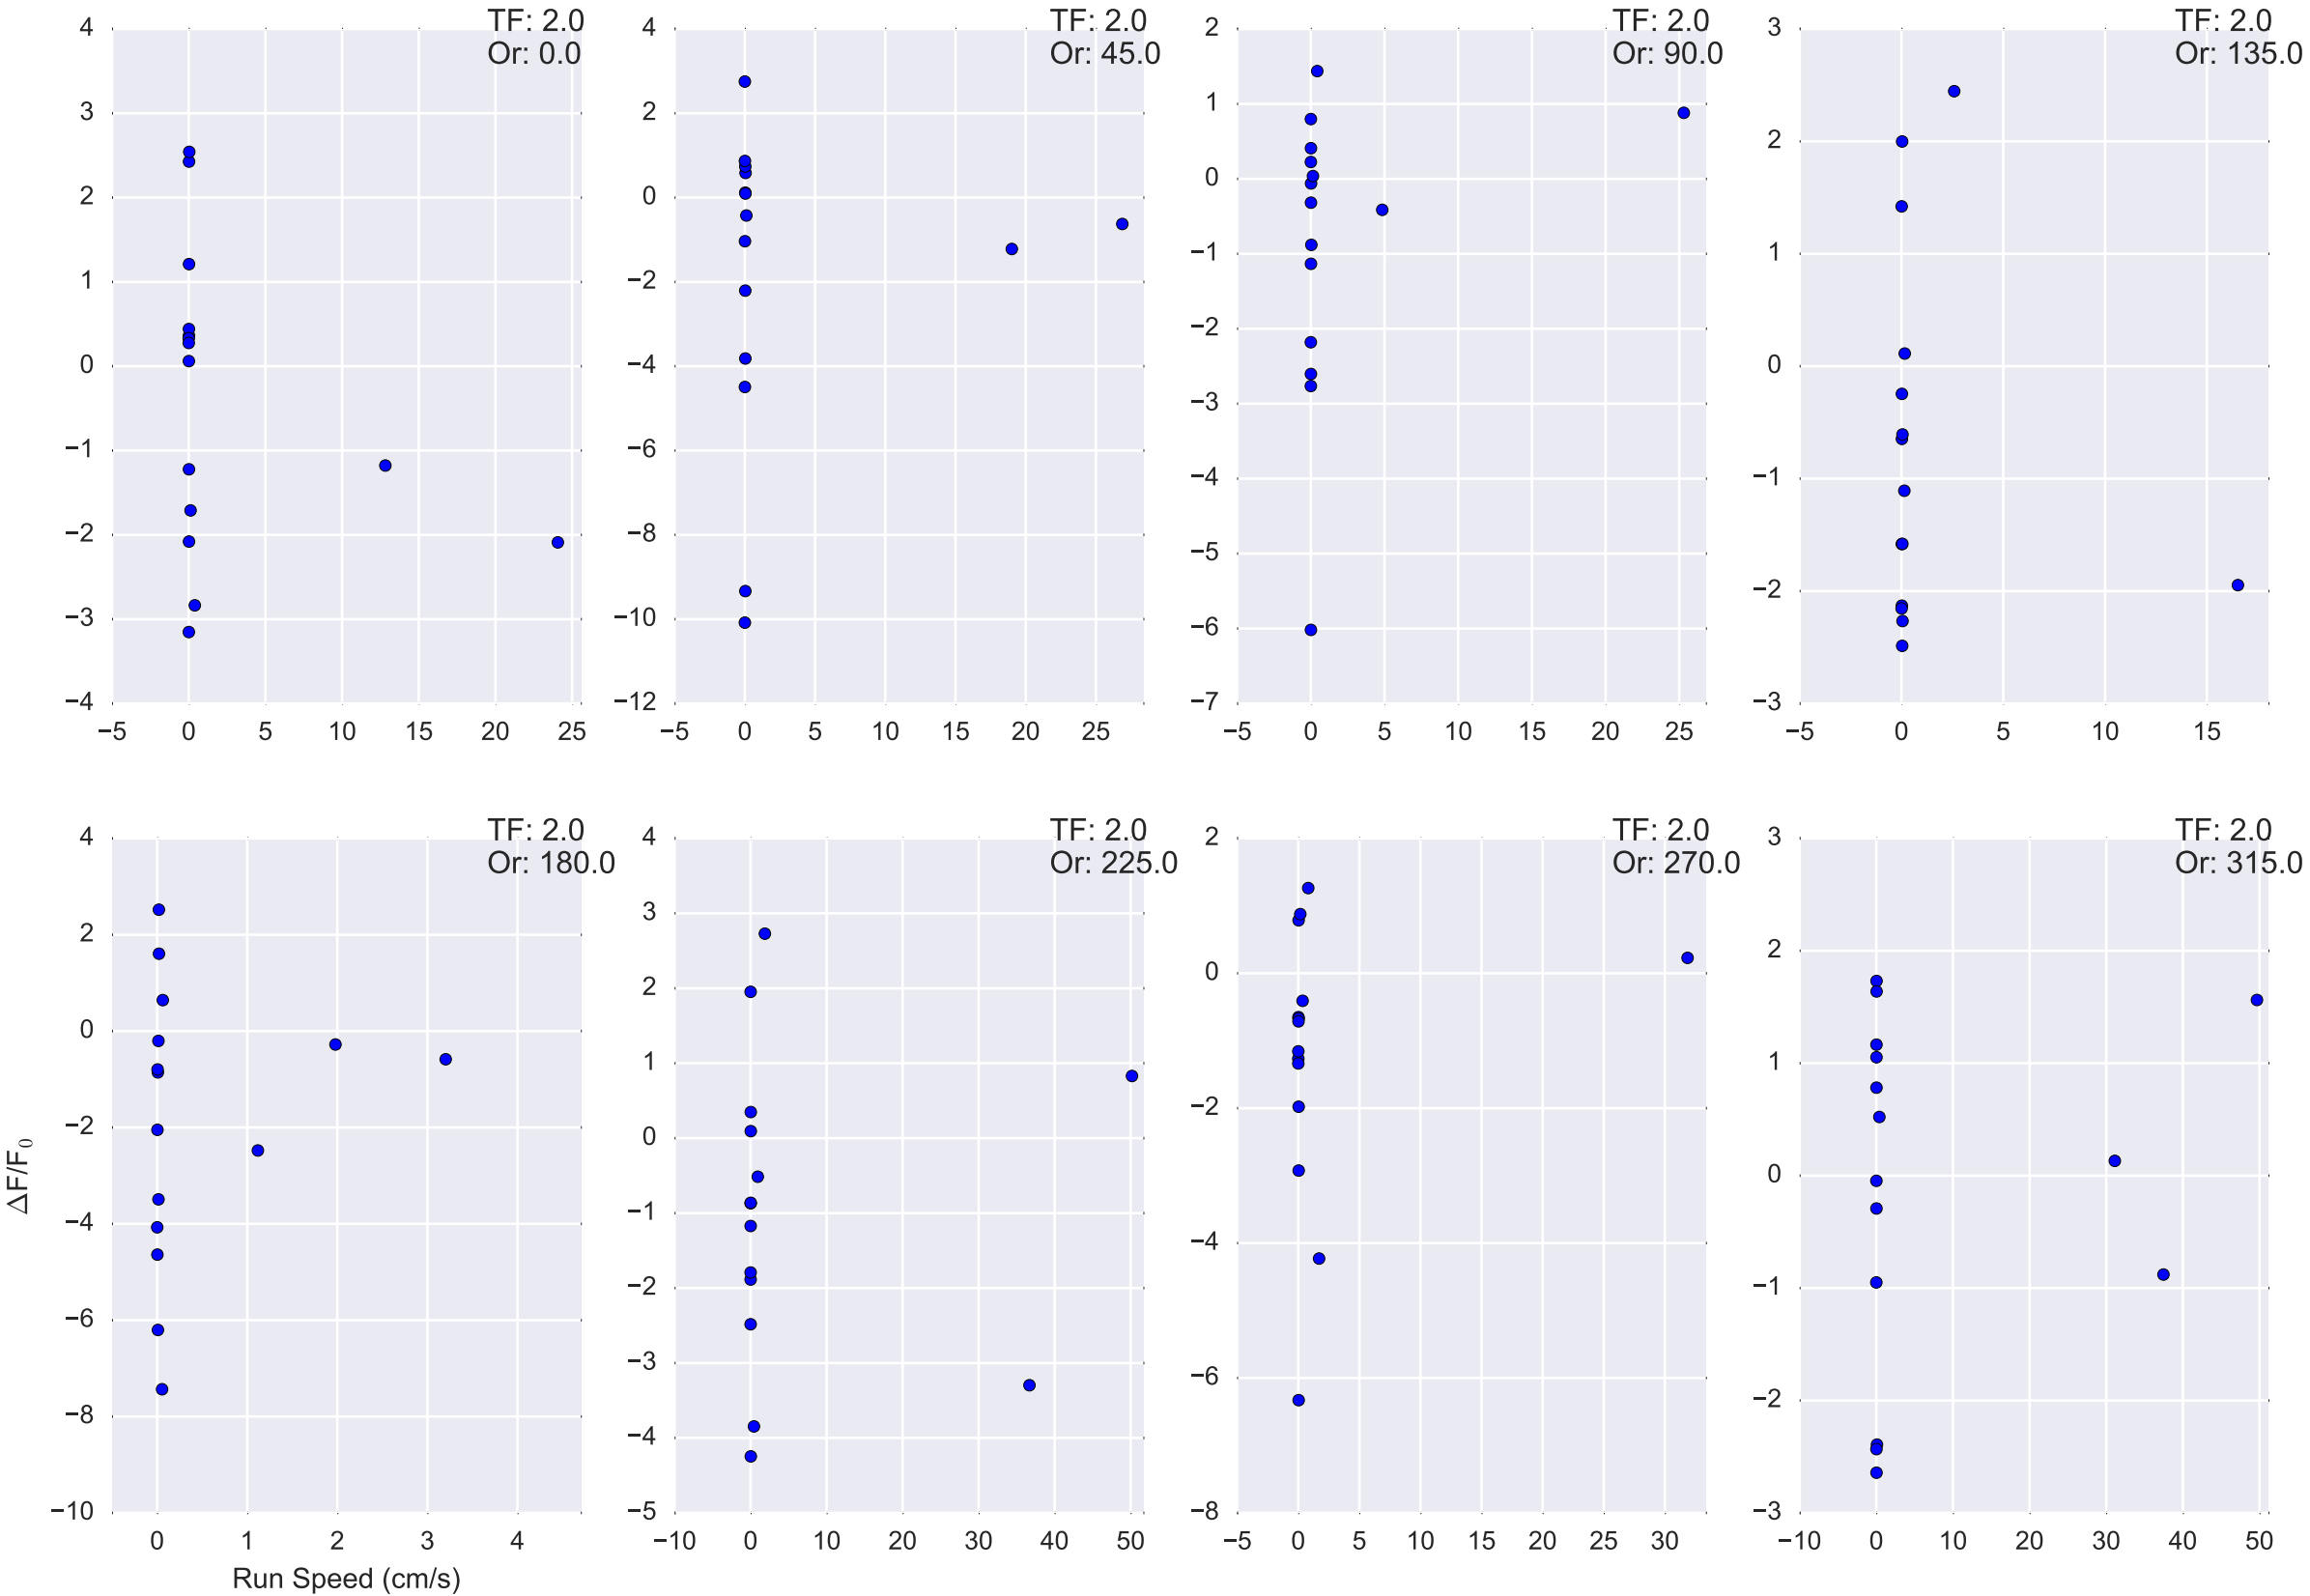 TF: 2.0
Or: 0.0
4
3
2
1
0
−1
−2
−3
−4
−5 0 5 10 15 20 25
TF: 2.0
Or: 45.0
4
2
0
−2
−4
−6
−8
−10
−12
−5 0 5 10 15 20 25
TF: 2.0
Or: 90.0
2
1
0
−1
−2
−3
−4
−5
−6
−7
−5 0 5 10 15 20 25
TF: 2.0
Or: 135.0
3
2
1
0
−1
−2
−3
−5 0 5 10 15
TF: 2.0
Or: 180.0
4
2
0
−2
−4
−6
−8
−10
0 1 2 3 4
ΔF/F₀
Run Speed (cm/s)
TF: 2.0
Or: 225.0
4
3
2
1
0
−1
−2
−3
−4
−5
−10 0 10 20 30 40 50
TF: 2.0
Or: 270.0
2
0
−2
−4
−6
−8
−5 0 5 10 15 20 25 30
TF: 2.0
Or: 315.0
3
2
1
0
−1
−2
−3
−10 0 10 20 30 40 50